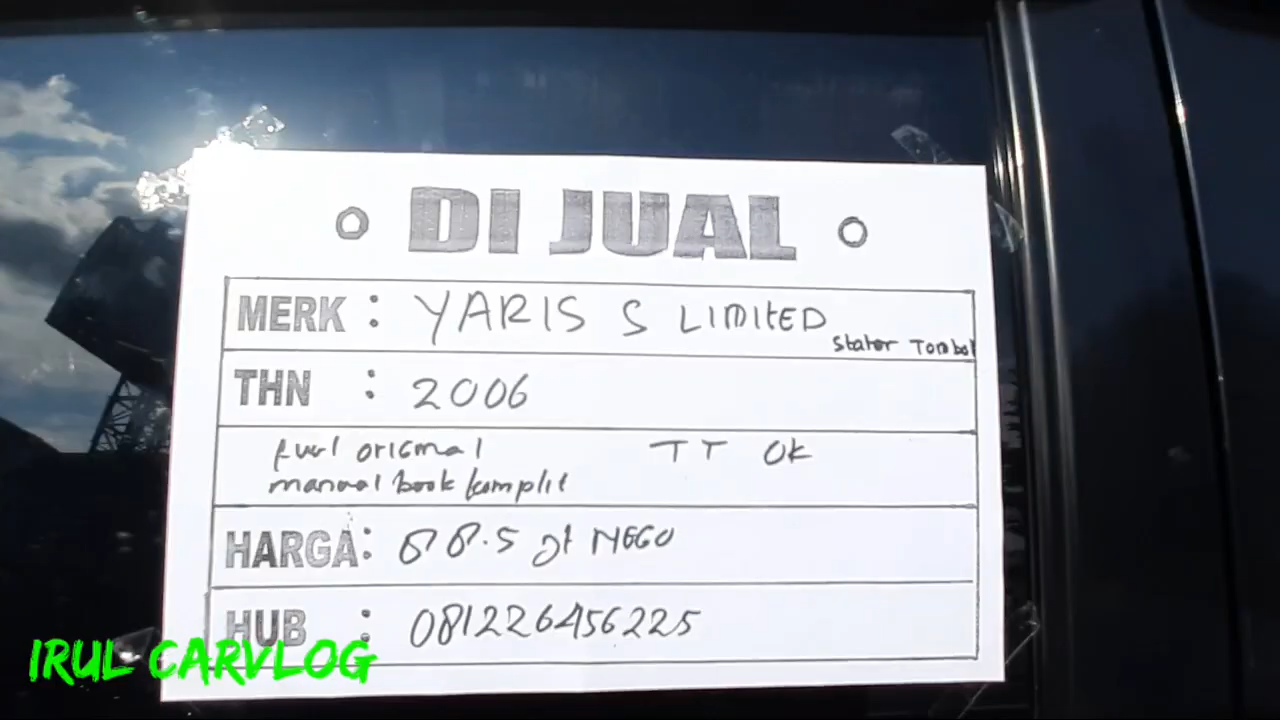 DI JUAL
MERK : YARIS S LIMITED
Stater Tombol
THN : 2006
full original TT OK
manual book komplit
HARGA: 88.5 jt NEGO
HUB : 081226456225
IRUL CARVLOG